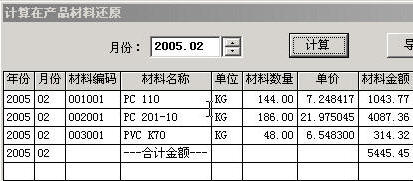 计算在产品材料还原
月份： 2005.02 计算
年份 月份 材料编码 材料名称 单位 材料数量 单价 材料金额
2005 02 001001 PC 110 KG 144.00 7.248417 1043.77
2005 02 002001 PC 201-10 KG 186.00 21.975045 4087.36
2005 02 003001 PVC K70 KG 48.00 6.548300 314.32
2005 02 ---合计金额--- 5445.45